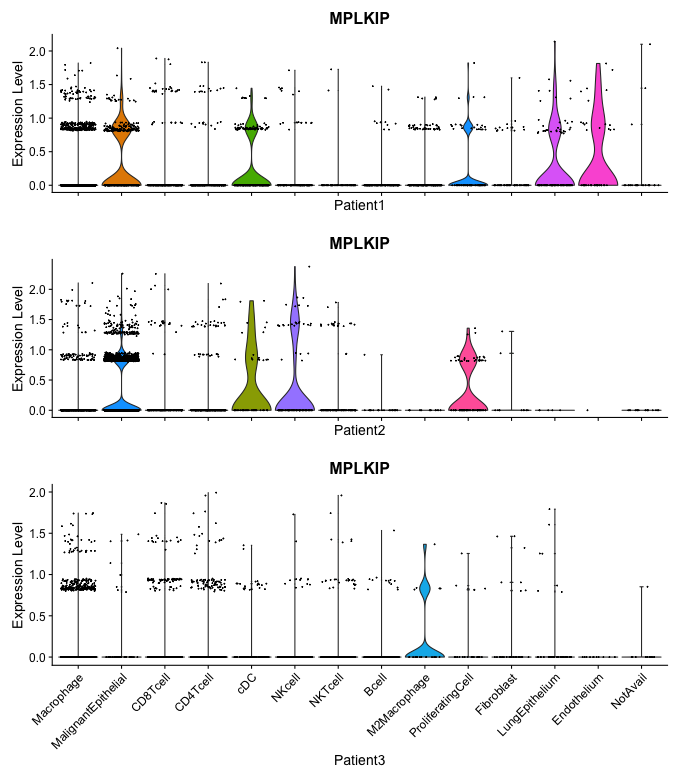 MPLKIP
Expression Level
2.0
1.5
1.0
0.5
0.0
Patient1
MPLKIP
Expression Level
2.0
1.5
1.0
0.5
0.0
Patient2
MPLKIP
Expression Level
2.0
1.5
1.0
0.5
0.0
Macrophage
MalignantEpithelial
CD8Tcell
CD4Tcell
cDC
NKcell
NKTcell
Bcell
M2Macrophage
ProliferatingCell
Fibroblast
LungEpithelium
Endothelium
NotAvail
Patient3